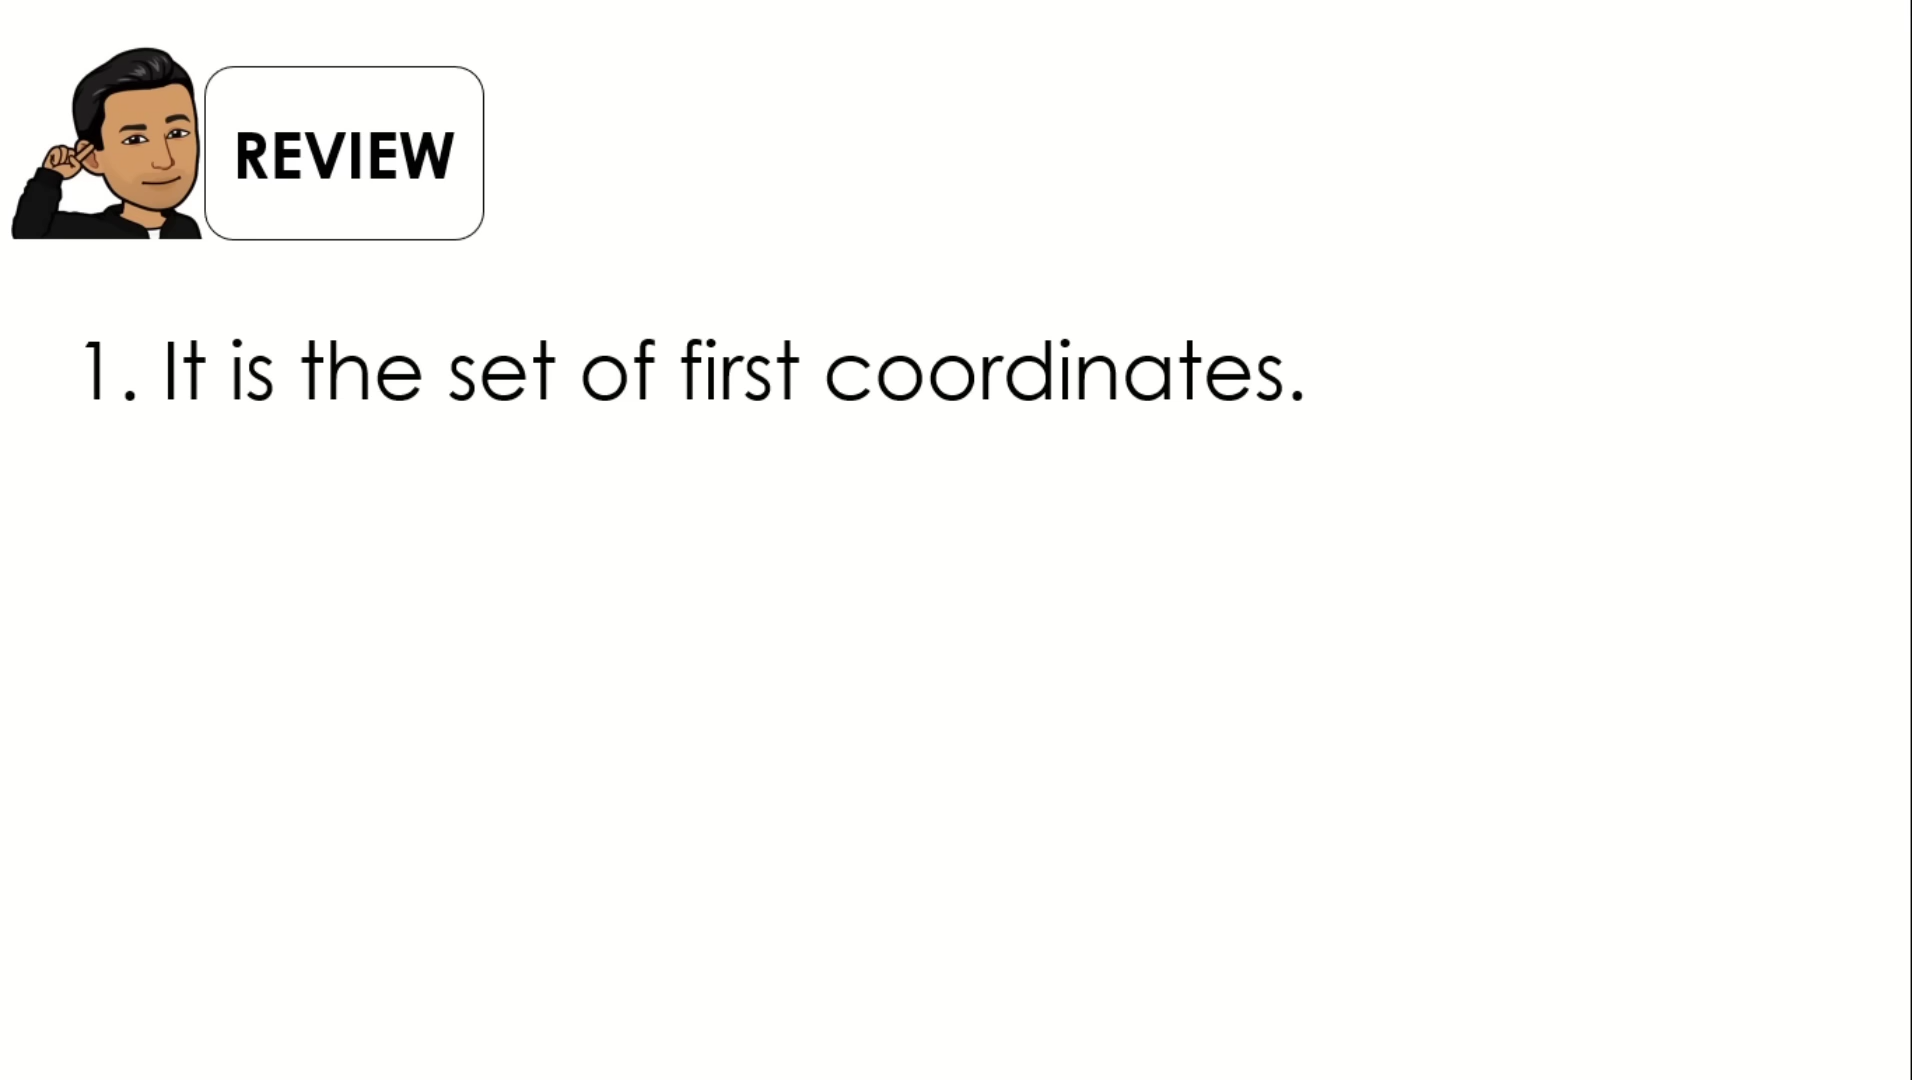 REVIEW
1. It is the set of first coordinates.